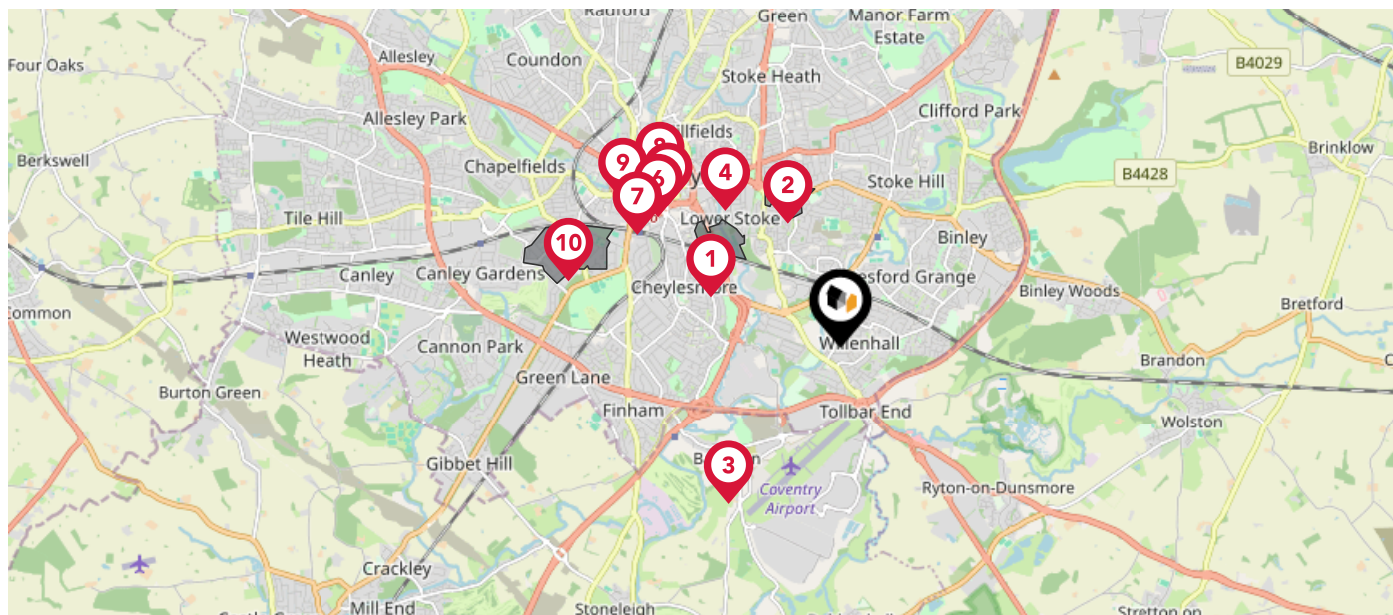 Radford
Green
Manor Farm
Estate
Allesley
Coundon
Four Oaks
Stoke Heath
B4029
Clifford Park
Allesley Park
Berkswell
Chapelfields
Brinklow
9
6
4
2
Stoke Hill
B4428
7
Tile Hill
Lower Stoke
Binley
10
1
Canley
Canley Gardens
Cheylesmore
Binley Woods
Bretford
Westwood
Heath
Cannon Park
Willenhall
Brandon
Green Lane
Burton Green
Finham
Tollbar End
Wolston
Gibbet Hill
3
Coventry
Airport
Ryton-on-Dunsmore
Crackley
Mill End
Stoneleigh
Stretton on